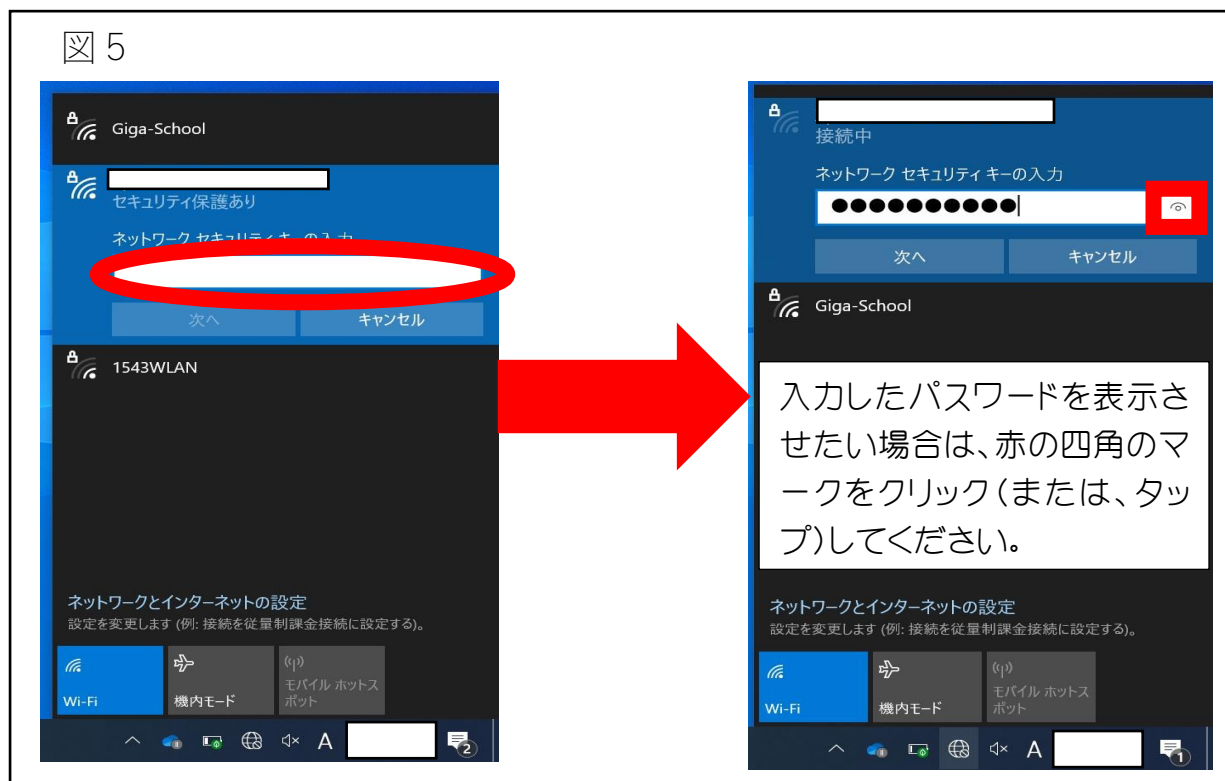 図5
Giga-School
セキュリティ保護あり
ネットワーク セキュリティ キーの入力
次へ
キャンセル
1543WLAN
ネットワークとインターネットの設定
設定を変更します (例: 接続を従量制課金接続に設定する)。
Wi-Fi
機内モード
モバイル ホットス
ポット
A
2
接続中
ネットワーク セキュリティ キーの入力
●●●●●●●●●●
次へ
キャンセル
Giga-School
入力したパスワードを表示さ
せたい場合は、赤の四角のマ
ークをクリック(または、タッ
プ)してください。
ネットワークとインターネットの設定
設定を変更します (例: 接続を従量制課金接続に設定する)。
Wi-Fi
機内モード
モバイル ホットス
ポット
A
1